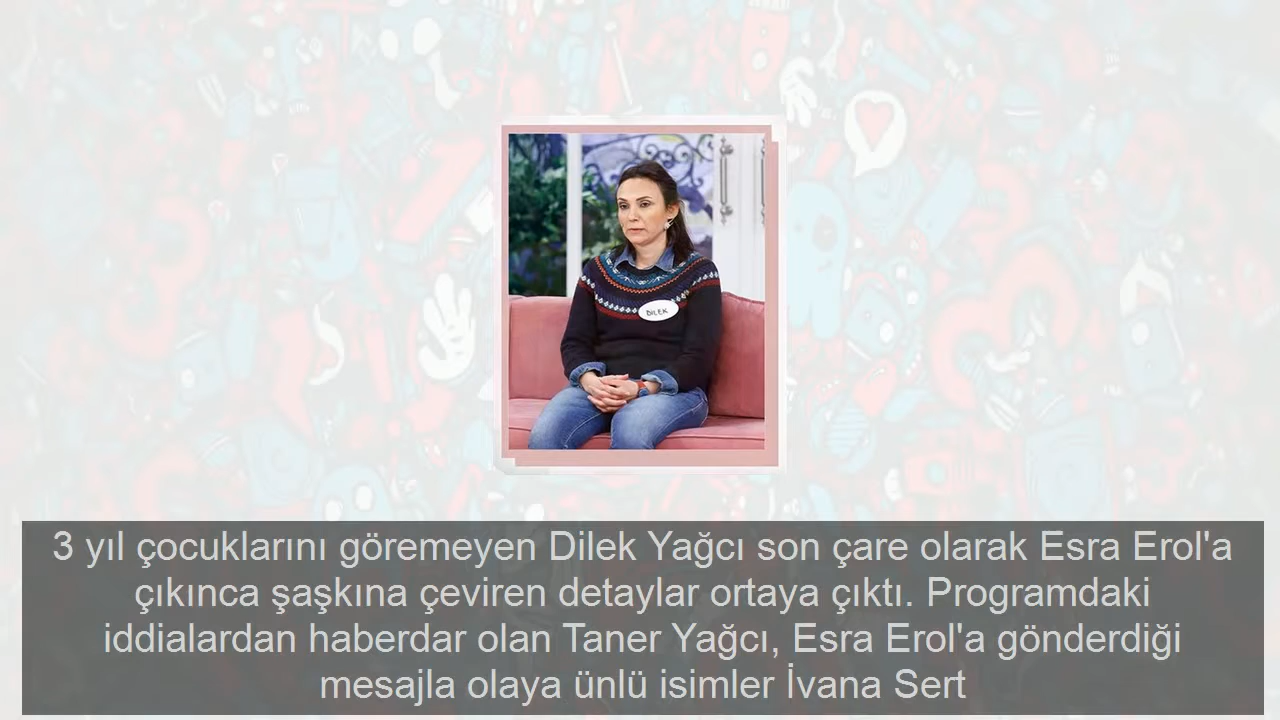 DİLEK
3 yıl çocuklarını göremeyen Dilek Yağcı son çare olarak Esra Erol'a
çıkınca şaşkına çeviren detaylar ortaya çıktı. Programdaki
iddialardan haberdar olan Taner Yağcı, Esra Erol'a gönderdiği
mesajla olaya ünlü isimler İvana Sert